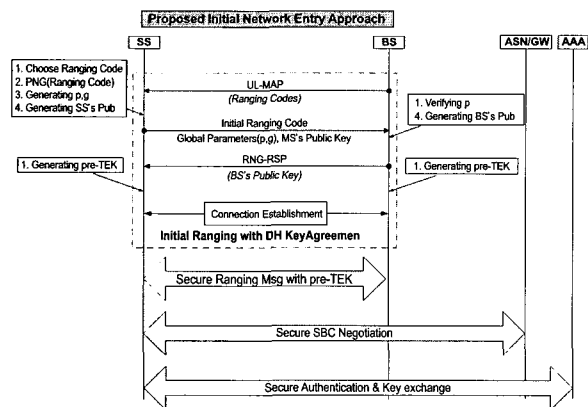 Proposed Initial Network Entry Approach
SS
BS
ASN/GW
AAA
1. Choose Ranging Code
2. PNG(Ranging Code)
3. Generating p,g
4. Generating SS's Pub
UL-MAP
(Ranging Codes)
Initial Ranging Code
Global Parameters(p,g), MS's Public Key
1. Verifying p
4. Generating BS's Pub
RNG-RSP
(BS's Public Key)
1. Generating pre-TEK
1. Generating pre-TEK
Connection Establishment
Initial Ranging with DH KeyAgreemen
Secure Ranging Msg with pre-TEK
Secure SBC Negotiation
Secure Authentication & Key exchange